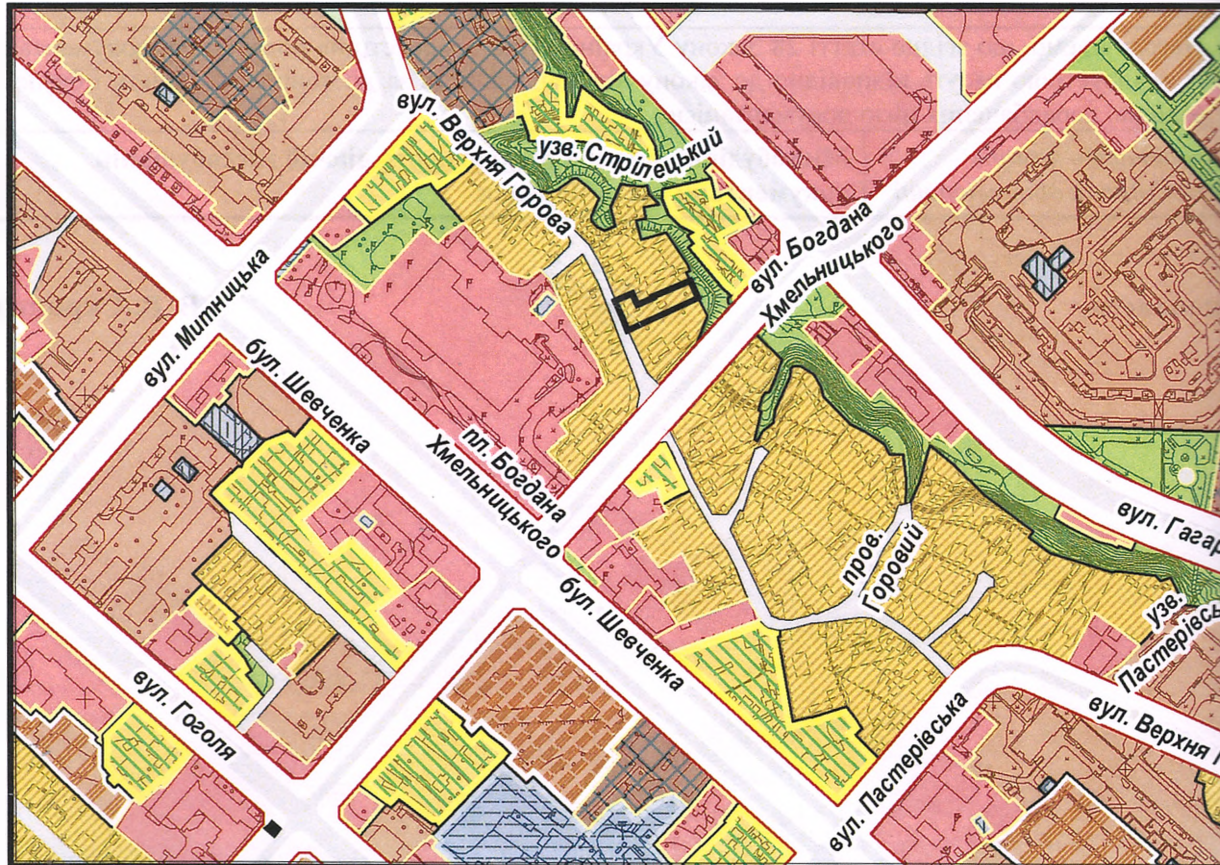 вул. Верхня Горова
узв. Стрілецький
вул. Богдана
Хмельницького
вул. Митницька
бул. Шевченка
пл. Богдана
Хмельницького
бул. Шевченка
пров.
Горовий
вул. Гагар
узв.
Пастерівсь
вул. Верхня
вул. Пастерівська
вул. Гоголя